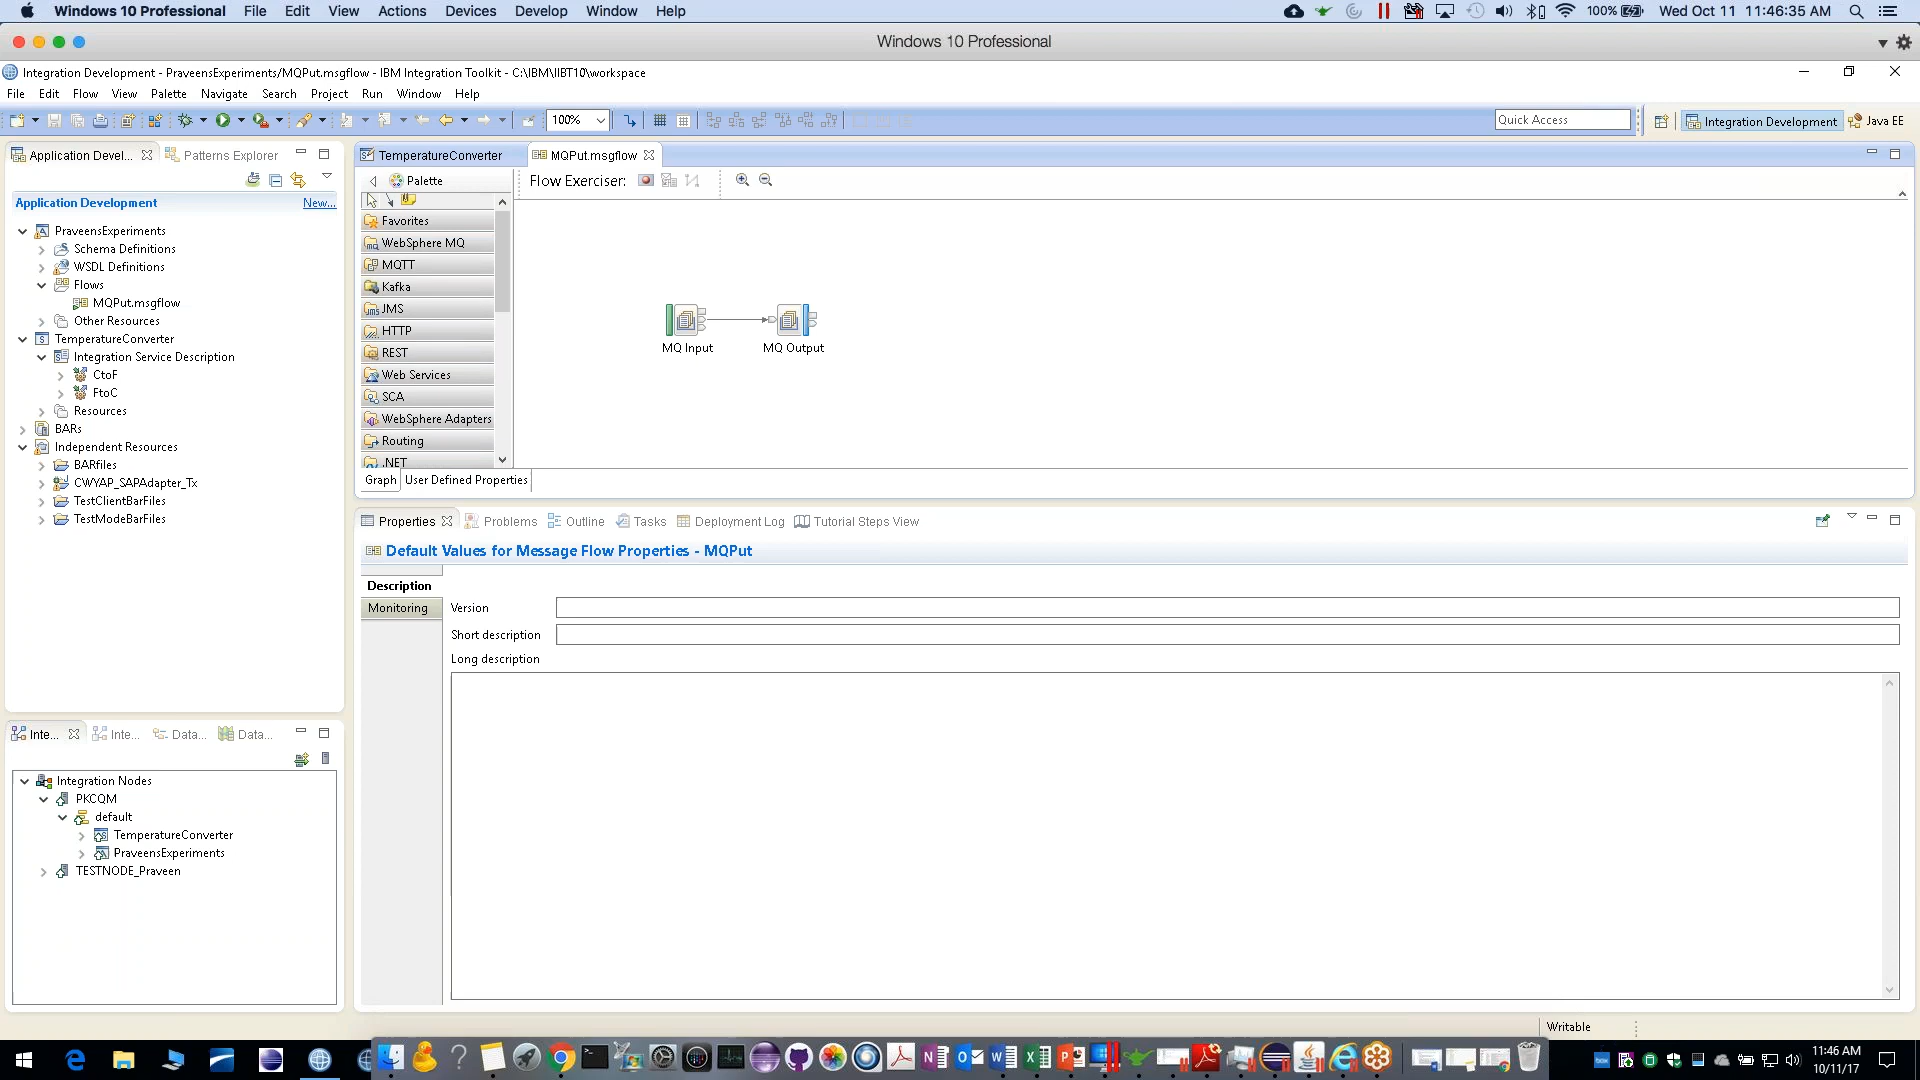 Windows 10 Professional File Edit View Actions Devices Develop Window Help 100% Wed Oct 11 11:46:35 AM
Windows 10 Professional
Integration Development - PraveensExperiments/MQPut.msgflow - IBM Integration Toolkit - C:\IBM\IIBT10\workspace
File Edit Flow View Palette Navigate Search Project Run Window Help
100% Quick Access Integration Development Java EE
Application Devel... Patterns Explorer
Application Development New...
PraveensExperiments
Schema Definitions
WSDL Definitions
Flows
MQPut.msgflow
Other Resources
TemperatureConverter
Integration Service Description
CtoF
FtoC
Resources
BARs
Independent Resources
BARfiles
CWYAP_SAPAdapter_Tx
TestClientBarFiles
TestModeBarFiles
TemperatureConverter MQPut.msgflow
Palette Flow Exerciser:
Favorites
WebSphere MQ
MQTT
Kafka
JMS
HTTP
REST
Web Services
SCA
WebSphere Adapters
Routing
.NET
MQ Input MQ Output
Graph User Defined Properties
Properties Problems Outline Tasks Deployment Log Tutorial Steps View
Default Values for Message Flow Properties - MQPut
Description
Monitoring
Version
Short description
Long description
Inte... Inte... Data... Data...
Integration Nodes
PKCQM
default
TemperatureConverter
PraveensExperiments
TESTNODE_Praveen
Writable
11:46 AM
10/11/17